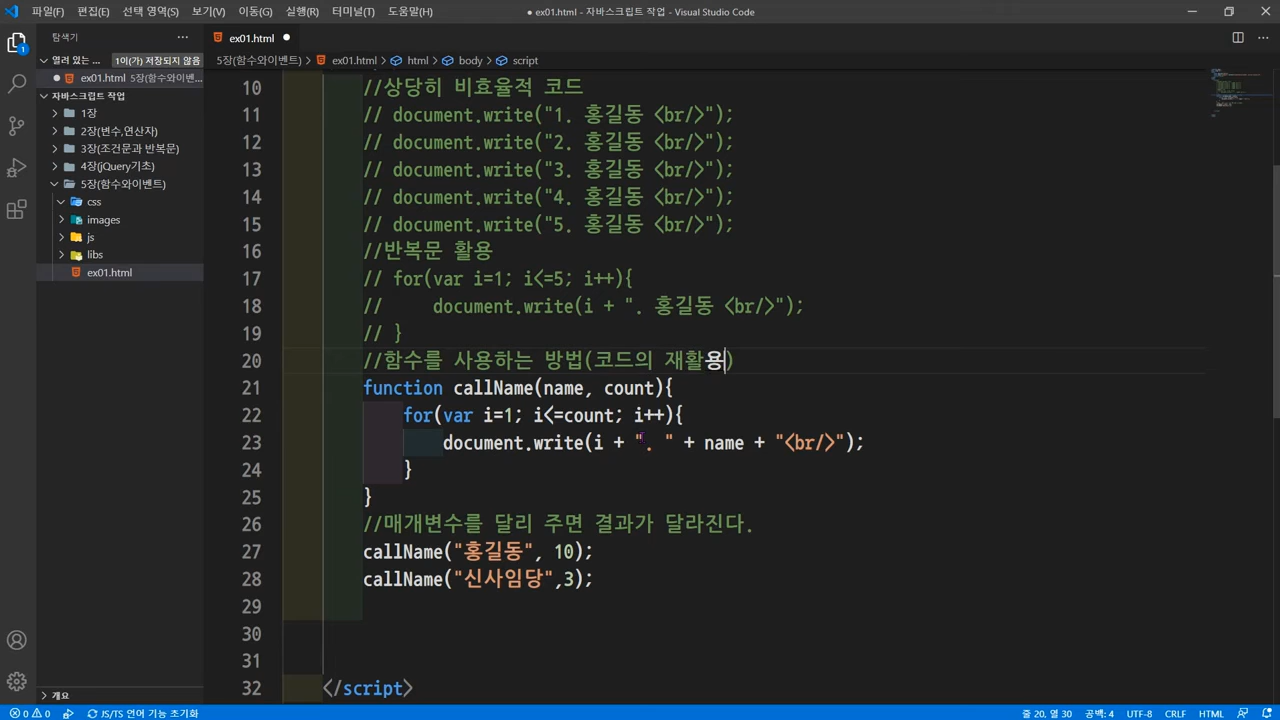 파일(F) 편집(E) 선택 영역(S) 보기(V) 이동(G) 실행(R) 터미널(T) 도움말(H)
● ex01.html - 자바스크립트 작업 - Visual Studio Code
탐색기
ex01.html ●
열려 있는 ... 1이(가) 저장되지 않음
5장(함수와이벤트) > ex01.html > html > body > script
● ex01.html 5장(함수와이벤...
자바스크립트 작업
1장
2장(변수,연산자)
3장(조건문과 반복문)
4장(jQuery기초)
5장(함수와이벤트)
css
images
js
libs
ex01.html
개요
10 //상당히 비효율적 코드
11 // document.write("1. 홍길동 <br/>");
12 // document.write("2. 홍길동 <br/>");
13 // document.write("3. 홍길동 <br/>");
14 // document.write("4. 홍길동 <br/>");
15 // document.write("5. 홍길동 <br/>");
16 //반복문 활용
17 // for(var i=1; i<=5; i++){
18 //     document.write(i + ". 홍길동 <br/>");
19 // }
20 //함수를 사용하는 방법(코드의 재활용)
21 function callName(name, count){
22     for(var i=1; i<=count; i++){
23         document.write(i + ". " + name + "<br/>");
24     }
25 }
26 //매개변수를 달리 주면 결과가 달라진다.
27 callName("홍길동", 10);
28 callName("신사임당",3);
29
30
31
32 </script>
0 0 JS/TS 언어 기능 초기화 줄 20, 열 30 공백: 4 UTF-8 CRLF HTML